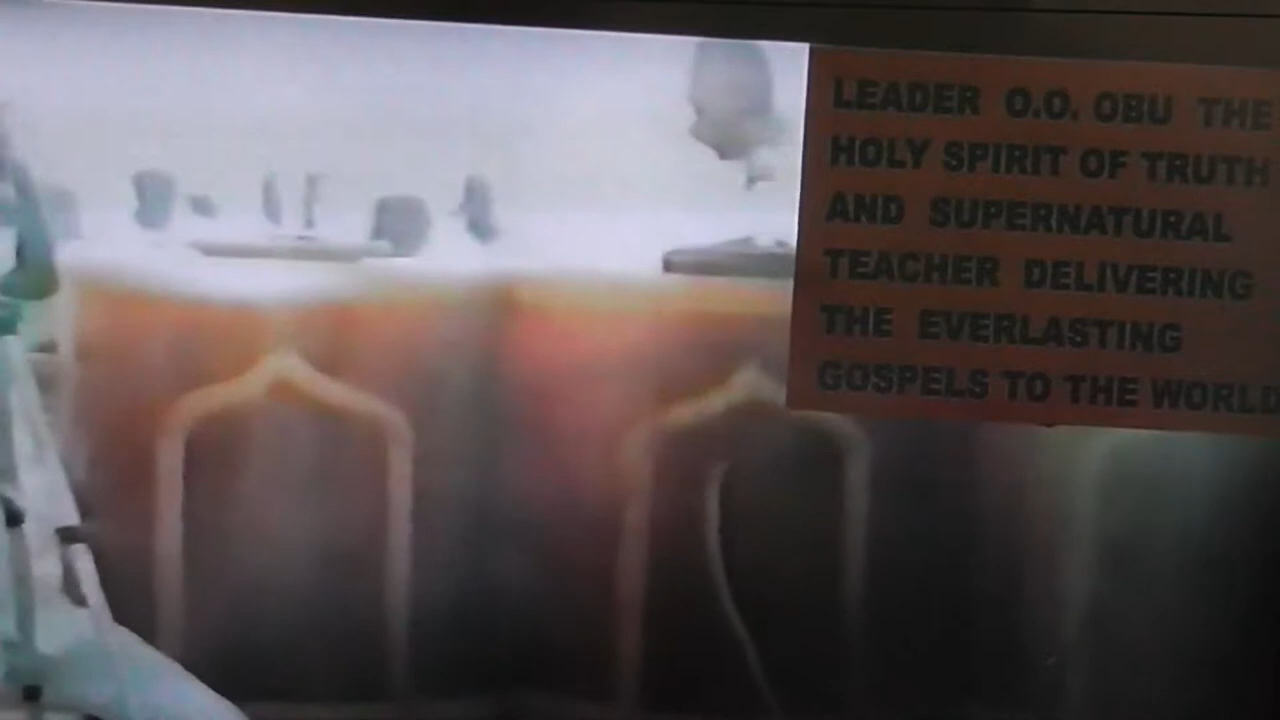 LEADER O.O. OBU THE
HOLY SPIRIT OF TRUTH
AND SUPERNATURAL
TEACHER DELIVERING
THE EVERLASTING
GOSPELS TO THE WORLD